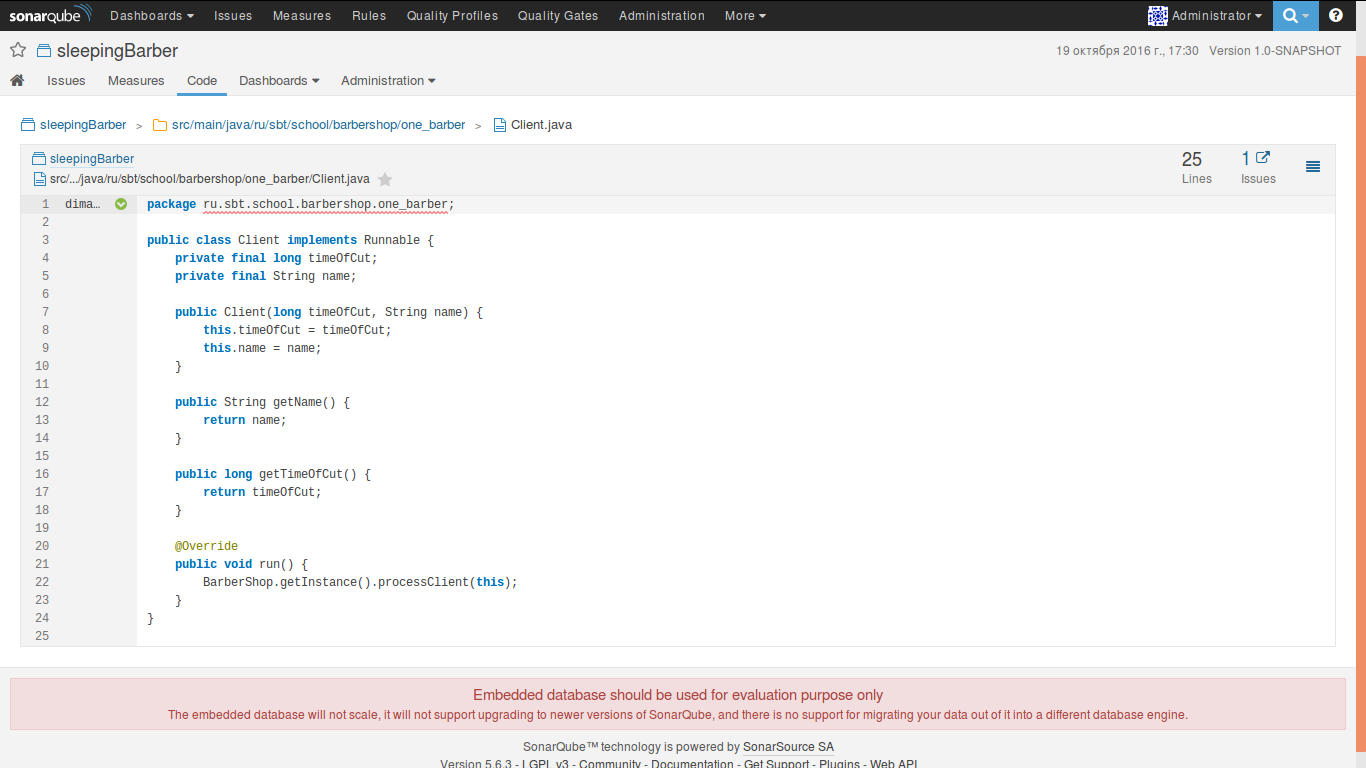 sonarqube Dashboards Issues Measures Rules Quality Profiles Quality Gates Administration More Administrator ?
sleepingBarber 19 октября 2016 г., 17:30 Version 1.0-SNAPSHOT
Issues Measures Code Dashboards Administration
sleepingBarber > src/main/java/ru/sbt/school/barbershop/one_barber > Client.java
sleepingBarber 25 1
src/.../java/ru/sbt/school/barbershop/one_barber/Client.java Lines Issues
1 dima... package ru.sbt.school.barbershop.one_barber;
2
3 public class Client implements Runnable {
4 private final long timeOfCut;
5 private final String name;
6
7 public Client(long timeOfCut, String name) {
8 this.timeOfCut = timeOfCut;
9 this.name = name;
10 }
11
12 public String getName() {
13 return name;
14 }
15
16 public long getTimeOfCut() {
17 return timeOfCut;
18 }
19
20 @Override
21 public void run() {
22 BarberShop.getInstance().processClient(this);
23 }
24 }
25
Embedded database should be used for evaluation purpose only
The embedded database will not scale, it will not support upgrading to newer versions of SonarQube, and there is no support for migrating your data out of it into a different database engine.
SonarQube™ technology is powered by SonarSource SA
Version 5.6.3 - LGPL v3 - Community - Documentation - Get Support - Plugins - Web API